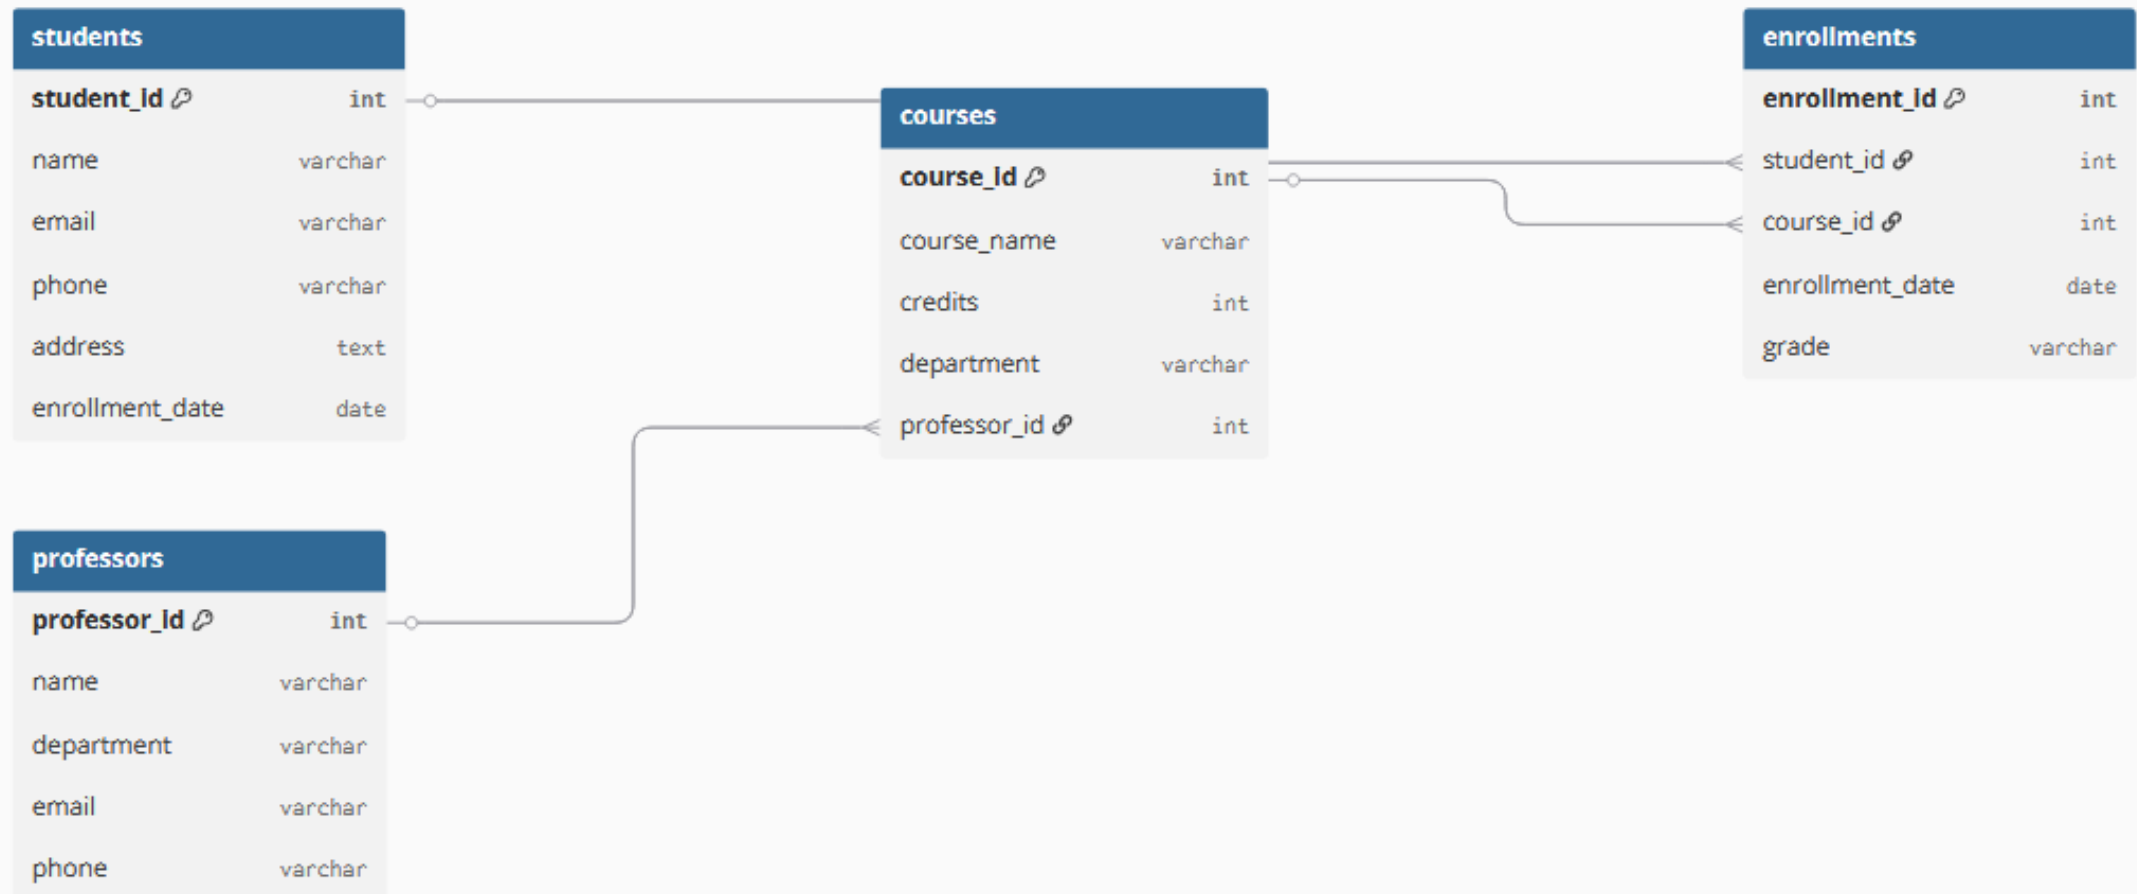 students
student_id int
name varchar
email varchar
phone varchar
address text
enrollment_date date
courses
course_id int
course_name varchar
credits int
department varchar
professor_id int
enrollments
enrollment_id int
student_id int
course_id int
enrollment_date date
grade varchar
professors
professor_id int
name varchar
department varchar
email varchar
phone varchar